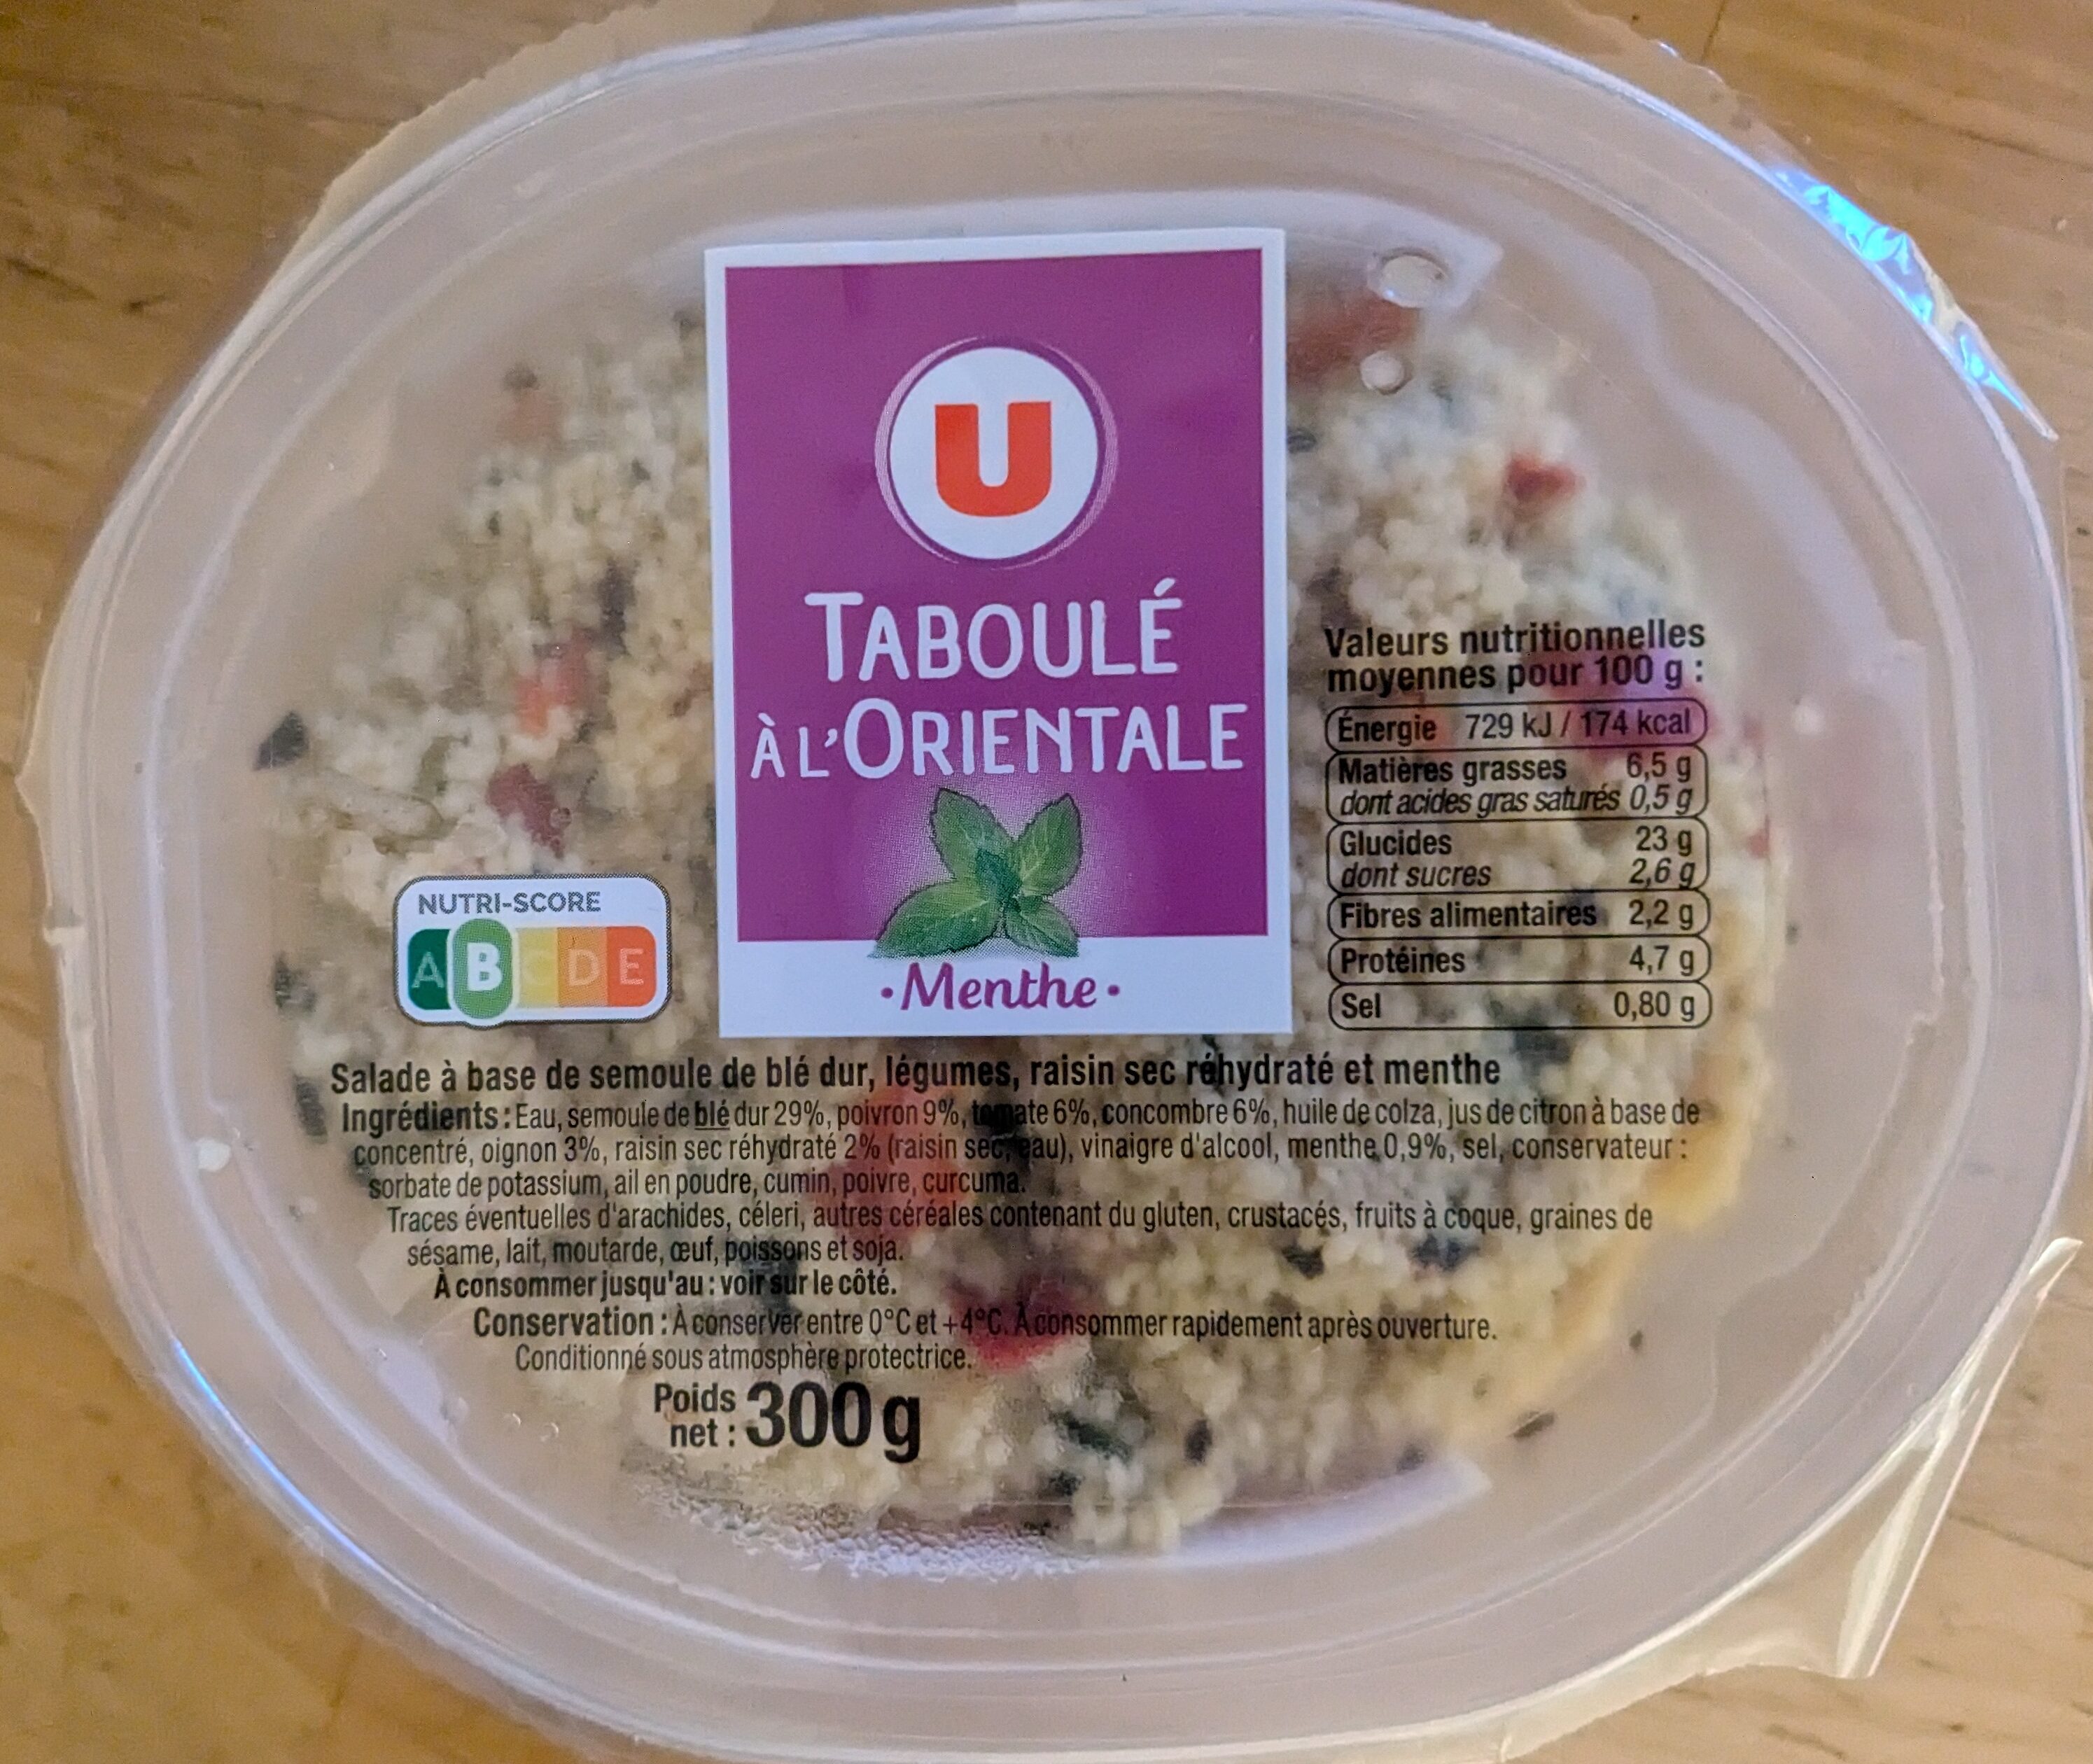 U
TABOULÉ
À L'ORIENTALE
• Menthe •
NUTRI-SCORE
A B C D E
Valeurs nutritionnelles
moyennes pour 100 g :
Énergie 729 kJ / 174 kcal
Matières grasses 6,5 g
dont acides gras saturés 0,5 g
Glucides 23 g
dont sucres 2,6 g
Fibres alimentaires 2,2 g
Protéines 4,7 g
Sel 0,80 g
Salade à base de semoule de blé dur, légumes, raisin sec réhydraté et menthe
Ingrédients : Eau, semoule de blé dur 29%, poivron 9%, tomate 6%, concombre 6%, huile de colza, jus de citron à base de
concentré, oignon 3%, raisin sec réhydraté 2% (raisin sec, eau), vinaigre d'alcool, menthe 0,9%, sel, conservateur :
sorbate de potassium, ail en poudre, cumin, poivre, curcuma.
Traces éventuelles d'arachides, céleri, autres céréales contenant du gluten, crustacés, fruits à coque, graines de
sésame, lait, moutarde, œuf, poissons et soja.
À consommer jusqu'au : voir sur le côté.
Conservation : À conserver entre 0°C et +4°C. À consommer rapidement après ouverture.
Conditionné sous atmosphère protectrice.
Poids
net : 300 g